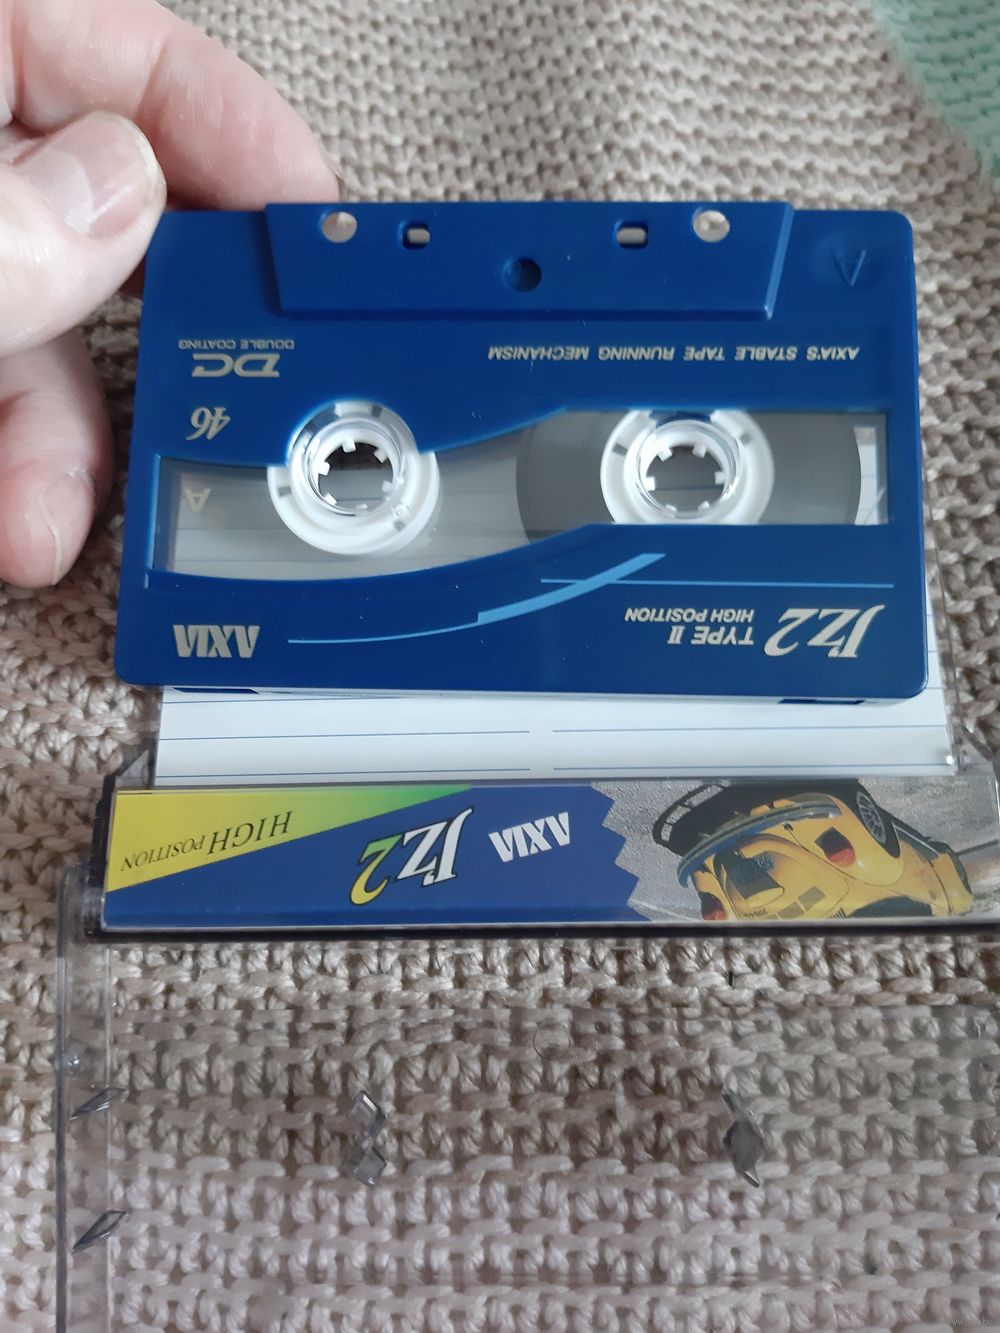 J'Z2
TYPE II
HIGH POSITION
AXIA
A
46
DC
DOUBLE COATING
AXIA'S STABLE TAPE RUNNING MECHANISM
AXIA
J'Z2
HIGH POSITION